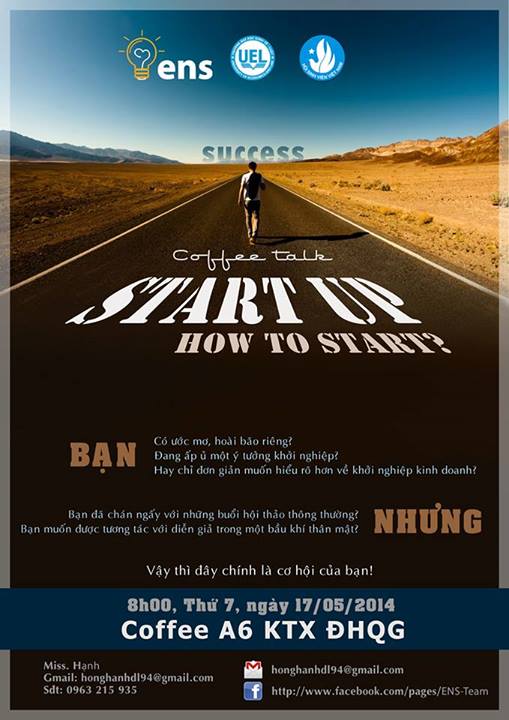 ens
UEL
success
Coffee talk
START UP
HOW TO START?
BẠN
Có ước mơ, hoài bão riêng?
Đang ấp ủ một ý tưởng khởi nghiệp?
Hay chỉ đơn giản muốn hiểu rõ hơn về khởi nghiệp kinh doanh?
Bạn đã chán ngấy với những buổi hội thảo thông thường?
Bạn muốn được tương tác với diễn giả trong một bầu khí thân mật?
NHƯNG
Vậy thì đây chính là cơ hội của bạn!
8h00, Thứ 7, ngày 17/05/2014
Coffee A6 KTX ĐHQG
Miss. Hạnh
Gmail: honghanhdl94@gmail.com
Sdt: 0963 215 935
honghanhdl94@gmail.com
http://www.facebook.com/pages/ENS-Team